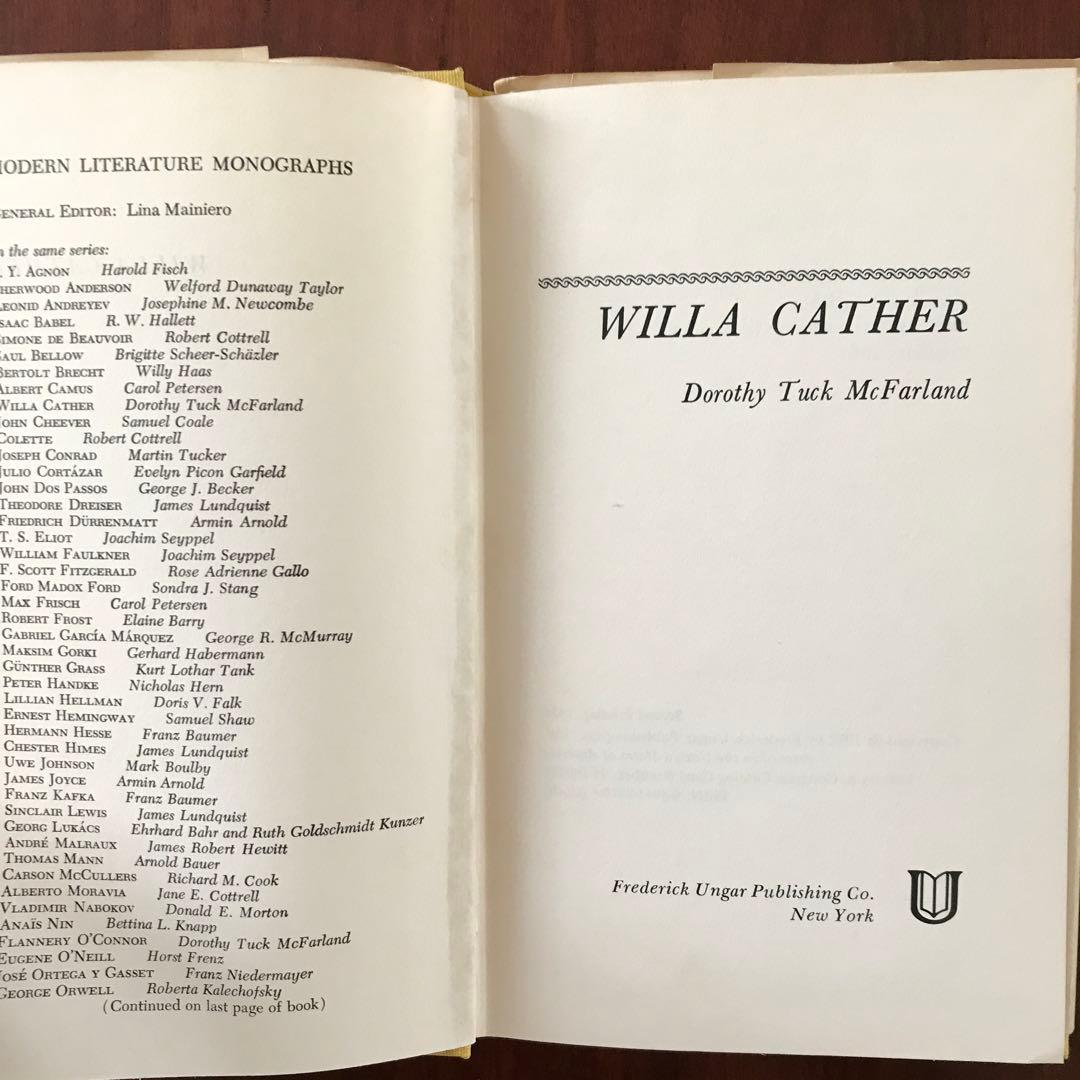 MODERN LITERATURE MONOGRAPHS
GENERAL EDITOR: Lina Mainiero
n the same series:
. Y. AGNON Harold Fisch
HERWOOD ANDERSON Welford Dunaway Taylor
LEONID ANDREYEV Josephine M. Newcombe
ISAAC BABEL R. W. Hallett
SIMONE DE BEAUVOIR Robert Cottrell
SAUL BELLOW Brigitte Scheer-Schäzler
BERTOLT BRECHT Willy Haas
ALBERT CAMUS Carol Petersen
WILLA CATHER Dorothy Tuck McFarland
JOHN CHEEVER Samuel Coale
COLETTE Robert Cottrell
JOSEPH CONRAD Martin Tucker
JULIO CORTÁZAR Evelyn Picon Garfield
JOHN DOS PASSOS George J. Becker
THEODORE DREISER James Lundquist
FRIEDRICH DÜRRENMATT Armin Arnold
T. S. ELIOT Joachim Seyppel
WILLIAM FAULKNER Joachim Seyppel
F. SCOTT FITZGERALD Rose Adrienne Gallo
FORD MADOX FORD Sondra J. Stang
MAX FRISCH Carol Petersen
ROBERT FROST Elaine Barry
GABRIEL GARCÍA MÁRQUEZ George R. McMurray
MAKSIM GORKI Gerhard Habermann
GÜNTHER GRASS Kurt Lothar Tank
PETER HANDKE Nicholas Hern
LILLIAN HELLMAN Doris V. Falk
ERNEST HEMINGWAY Samuel Shaw
HERMANN HESSE Franz Baumer
CHESTER HIMES James Lundquist
UWE JOHNSON Mark Boulby
JAMES JOYCE Armin Arnold
FRANZ KAFKA Franz Baumer
SINCLAIR LEWIS James Lundquist
GEORG LUKÁCS Ehrhard Bahr and Ruth Goldschmidt Kunzer
ANDRÉ MALRAUX James Robert Hewitt
THOMAS MANN Arnold Bauer
CARSON MCCULLERS Richard M. Cook
ALBERTO MORAVIA Jane E. Cottrell
VLADIMIR NABOKOV Donald E. Morton
ANAÏS NIN Bettina L. Knapp
FLANNERY O'CONNOR Dorothy Tuck McFarland
EUGENE O'NEILL Horst Frenz
JOSÉ ORTEGA Y GASSET Franz Niedermayer
GEORGE ORWELL Roberta Kalechofsky
(Continued on last page of book)
WILLA CATHER
Dorothy Tuck McFarland
Frederick Ungar Publishing Co.
New York